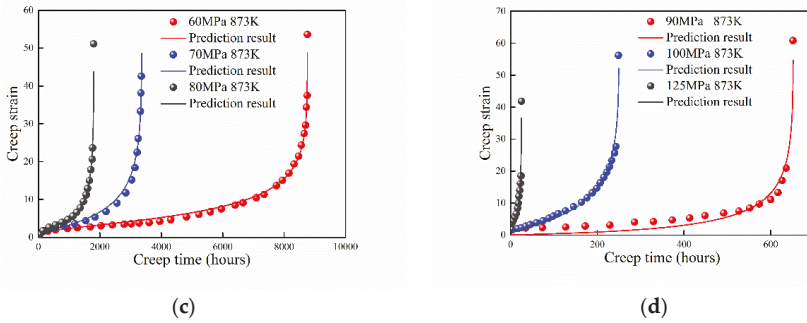 60MPa 873K
Prediction result
70MPa 873K
Prediction result
80MPa 873K
Prediction result
60
50
40
30
20
10
0
Creep strain
0 2000 4000 6000 8000 10000
Creep time (hours)
(c)
90MPa 873K
Prediction result
100MPa 873K
Prediction result
125MPa 873K
Prediction result
70
60
50
40
30
20
10
0
Creep strain
0 200 400 600
Creep time (hours)
(d)